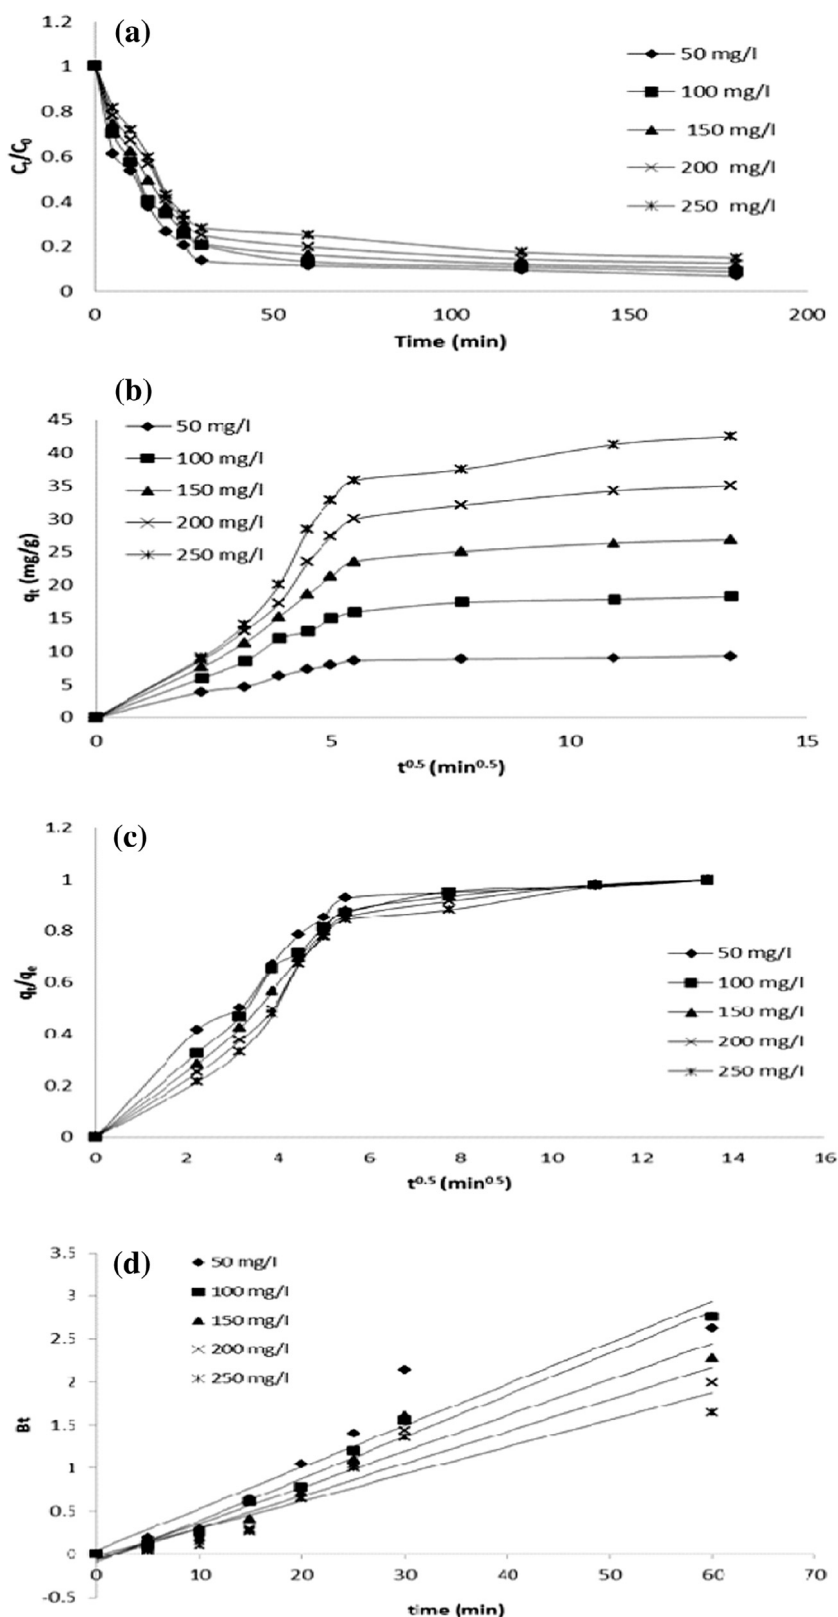 (a)
50 mg/l
100 mg/l
150 mg/l
200 mg/l
250 mg/l
1.2
1
0.8
0.6
0.4
0.2
0
Ct/C0
0 50 100 150 200
Time (min)
(b)
50 mg/l
100 mg/l
150 mg/l
200 mg/l
250 mg/l
45
40
35
30
25
20
15
10
5
0
qt (mg/g)
0 5 10 15
t^0.5 (min^0.5)
(c)
1.2
1
0.8
0.6
0.4
0.2
0
qt/qe
50 mg/l
100 mg/l
150 mg/l
200 mg/l
250 mg/l
0 2 4 6 8 10 12 14 16
t^0.5 (min^0.5)
(d)
50 mg/l
100 mg/l
150 mg/l
200 mg/l
250 mg/l
3.5
3
2.5
2
1.5
1
0.5
0
-0.5
Bt
0 10 20 30 40 50 60 70
time (min)